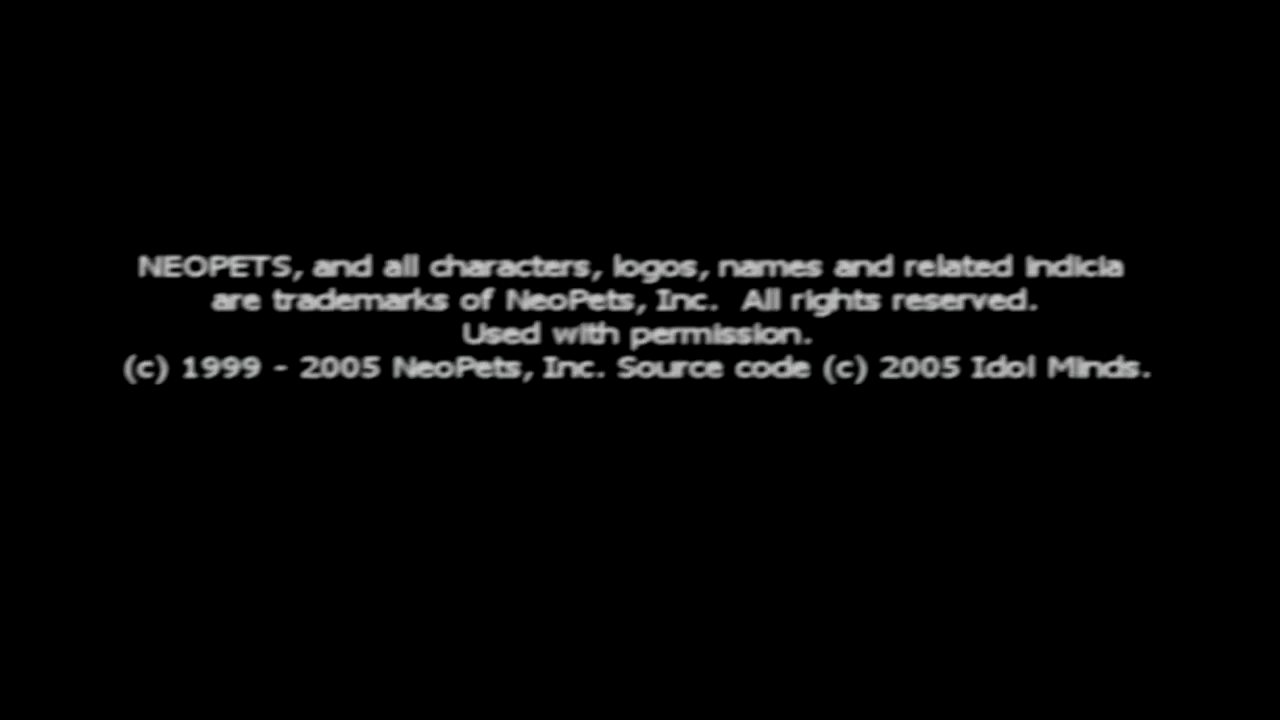 NEOPETS, and all characters, logos, names and related indicia
are trademarks of NeoPets, Inc.  All rights reserved.
Used with permission.
(c) 1999 - 2005 NeoPets, Inc. Source code (c) 2005 Idol Minds.